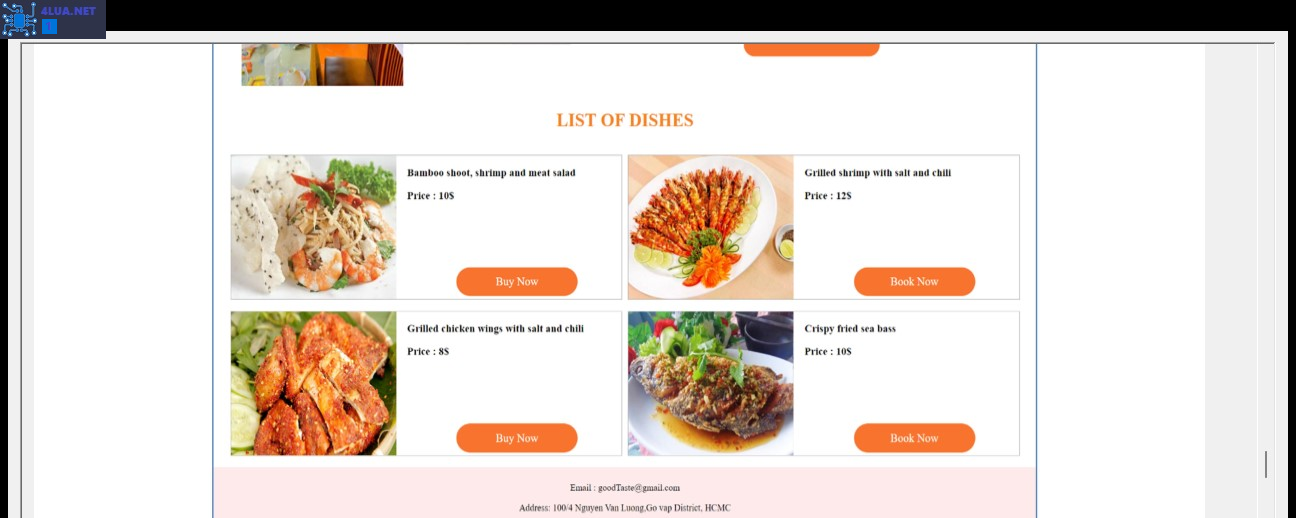 4LUA.NET
LIST OF DISHES
Bamboo shoot, shrimp and meat salad
Price : 10$
Buy Now
Grilled shrimp with salt and chili
Price : 12$
Book Now
Grilled chicken wings with salt and chili
Price : 8$
Buy Now
Crispy fried sea bass
Price : 10$
Book Now
Email : goodTaste@gmail.com
Address: 100/4 Nguyen Van Luong,Go vap District, HCMC